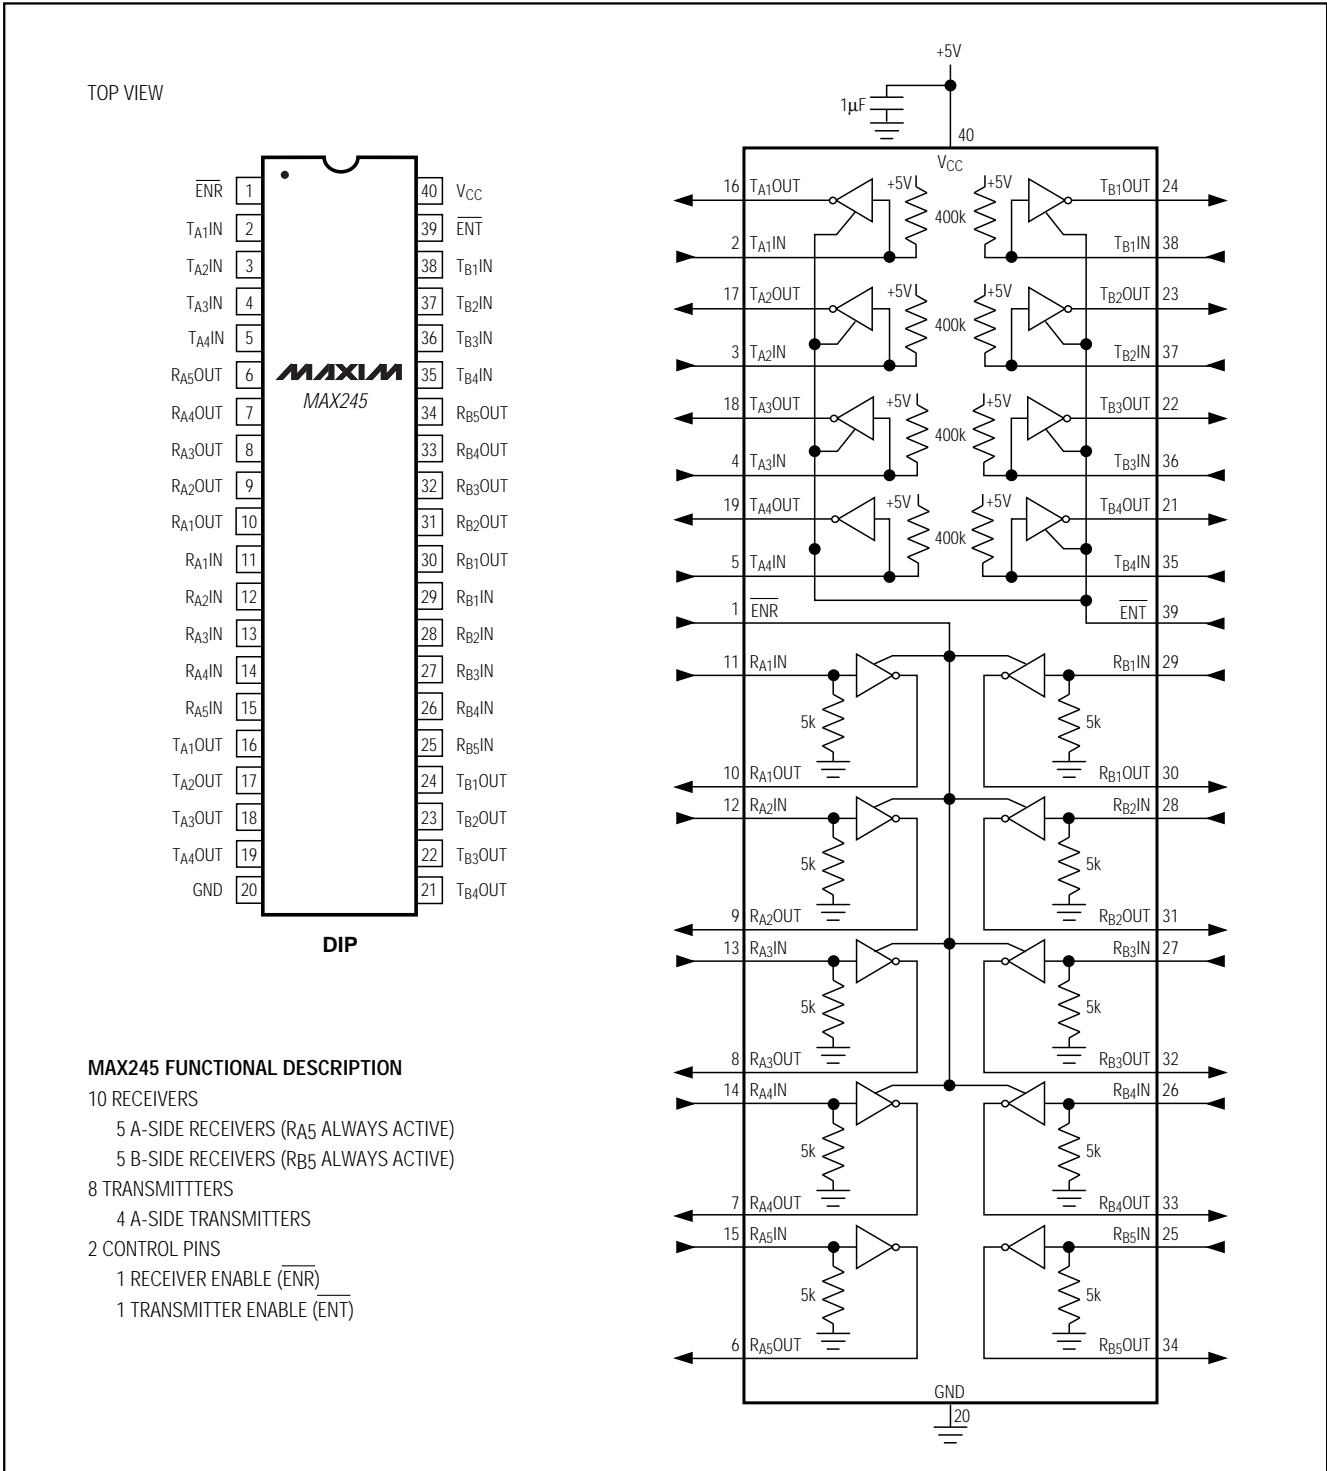 TOP VIEW
ENR 1
TA1IN 2
TA2IN 3
TA3IN 4
TA4IN 5
RA5OUT 6
RA4OUT 7
RA3OUT 8
RA2OUT 9
RA1OUT 10
RA1IN 11
RA2IN 12
RA3IN 13
RA4IN 14
RA5IN 15
TA1OUT 16
TA2OUT 17
TA3OUT 18
TA4OUT 19
GND 20
MAXIM
MAX245
40 VCC
39 ENT
38 TB1IN
37 TB2IN
36 TB3IN
35 TB4IN
34 RB5OUT
33 RB4OUT
32 RB3OUT
31 RB2OUT
30 RB1OUT
29 RB1IN
28 RB2IN
27 RB3IN
26 RB4IN
25 RB5IN
24 TB1OUT
23 TB2OUT
22 TB3OUT
21 TB4OUT
DIP
MAX245 FUNCTIONAL DESCRIPTION
10 RECEIVERS
5 A-SIDE RECEIVERS (RA5 ALWAYS ACTIVE)
5 B-SIDE RECEIVERS (RB5 ALWAYS ACTIVE)
8 TRANSMITTTERS
4 A-SIDE TRANSMITTERS
2 CONTROL PINS
1 RECEIVER ENABLE (ENR)
1 TRANSMITTER ENABLE (ENT)
+5V
1µF
40
VCC
16 TA1OUT +5V +5V TB1OUT 24
400k
2 TA1IN TB1IN 38
17 TA2OUT +5V +5V TB2OUT 23
400k
3 TA2IN TB2IN 37
18 TA3OUT +5V +5V TB3OUT 22
400k
4 TA3IN TB3IN 36
19 TA4OUT +5V +5V TB4OUT 21
400k
5 TA4IN TB4IN 35
1 ENR ENT 39
11 RA1IN RB1IN 29
5k 5k
10 RA1OUT RB1OUT 30
12 RA2IN RB2IN 28
5k 5k
9 RA2OUT RB2OUT 31
13 RA3IN RB3IN 27
5k 5k
8 RA3OUT RB3OUT 32
14 RA4IN RB4IN 26
5k 5k
7 RA4OUT RB4OUT 33
15 RA5IN RB5IN 25
5k 5k
6 RA5OUT RB5OUT 34
GND
20